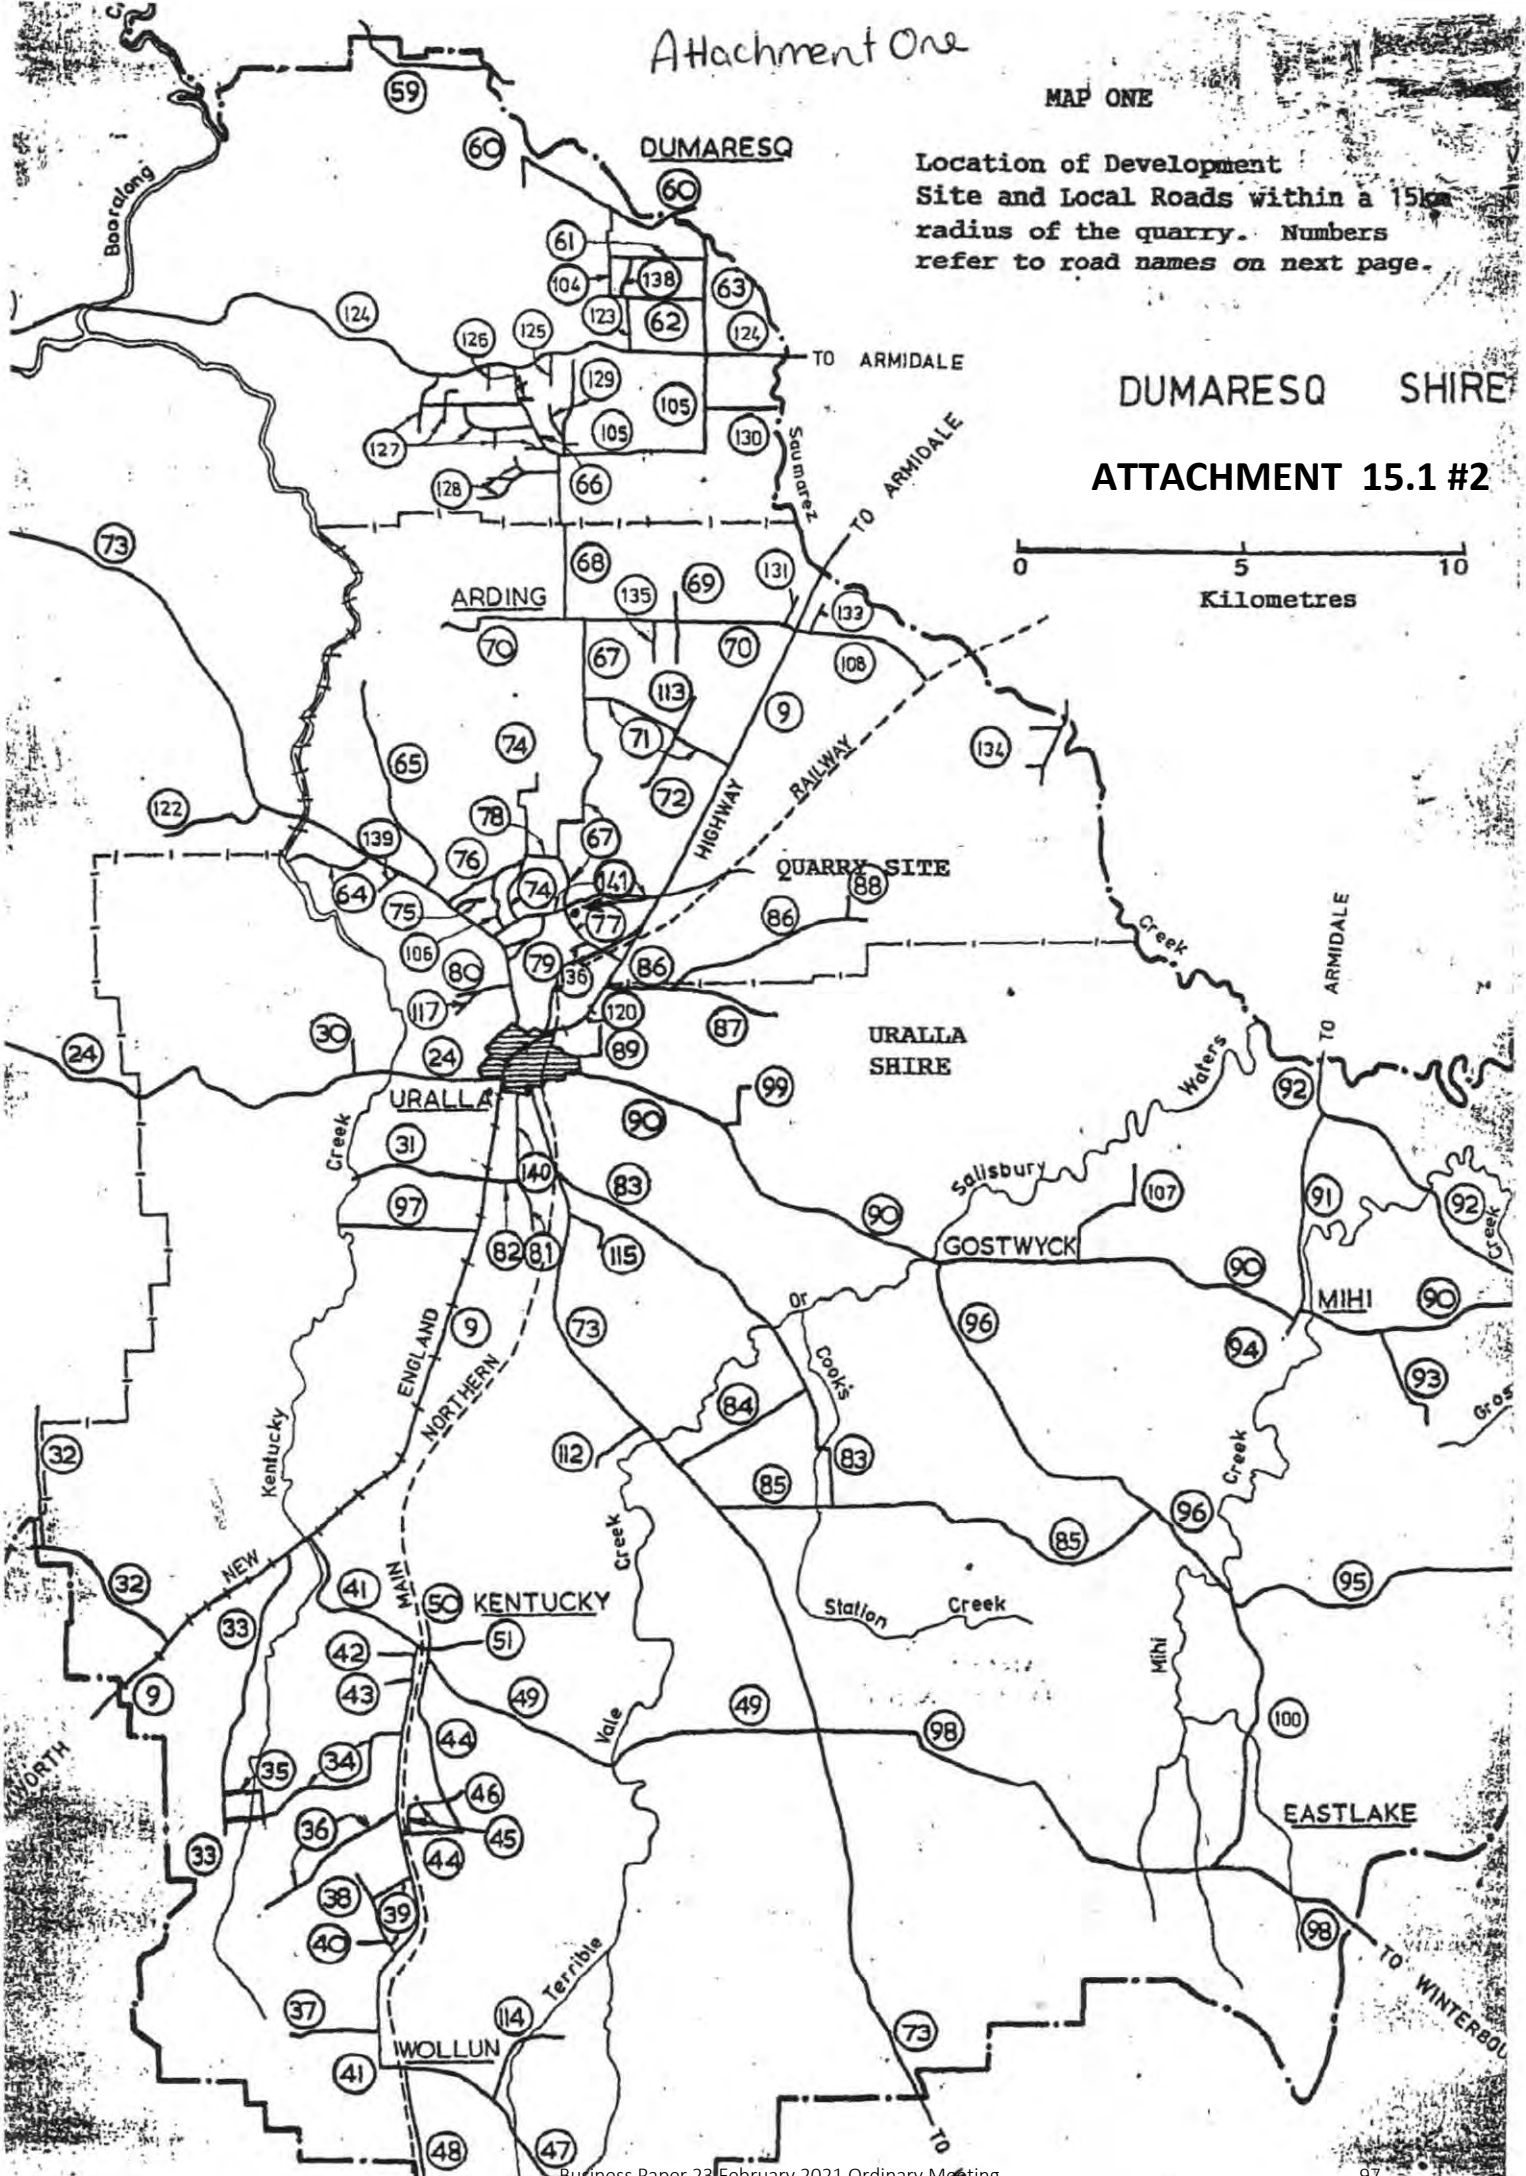 Attachment One
MAP ONE
Location of Development
Site and Local Roads within a 15km
radius of the quarry. Numbers
refer to road names on next page.
59
60
DUMARESQ
60
Booralong
61
104
138
63
123
62
124
124
126
125
TO ARMIDALE
129
DUMARESQ SHIRE
105
105
130
127
128
66
Saumarez
TO ARMIDALE
ATTACHMENT 15.1 #2
0 5 10
Kilometres
73
68
69
131
135
133
ARDING
70
67
70
108
113
9
74
71
65
72
RAILWAY
134
122
78
HIGHWAY
139
76
67
QUARRY SITE
88
64
75
74
141
77
86
106
80
79
136
86
Creek
TO ARMIDALE
117
120
87
30
24
24
89
URALLA
SHIRE
Waters
92
URALLA
99
90
Creek
31
140
83
Salisbury
107
91
92
Creek
97
90
82
81
115
GOSTWYCK
90
MIHI
90
Or
9
73
96
94
ENGLAND
NORTHERN
Cook's
93
84
Gros
Kentucky
32
112
83
85
Creek
96
Creek
85
NEW
32
41
MAIN
50
KENTUCKY
95
33
51
Station Creek
42
Mihi
43
9
49
49
Vale
98
100
44
WORTH
35
34
46
EASTLAKE
36
45
33
44
38
39
40
98
Terrible
TO WINTERBOU
37
114
73
WOLLUN
41
TO
48
47
Business Paper 23 February 2021 Ordinary Meeting
97